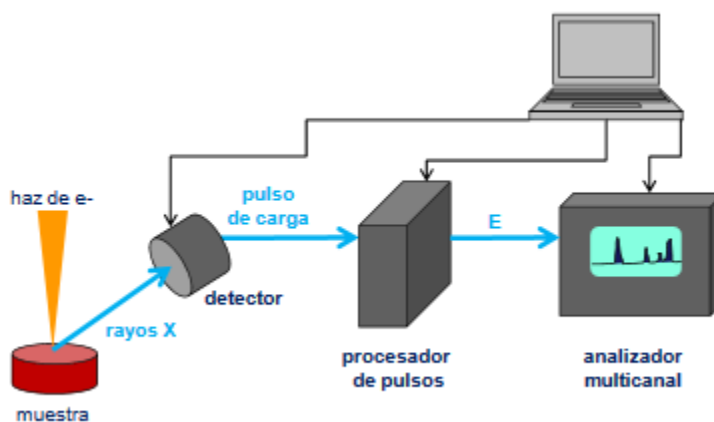 haz de e-
pulso
de carga
E
detector
rayos X
procesador
de pulsos
analizador
multicanal
muestra